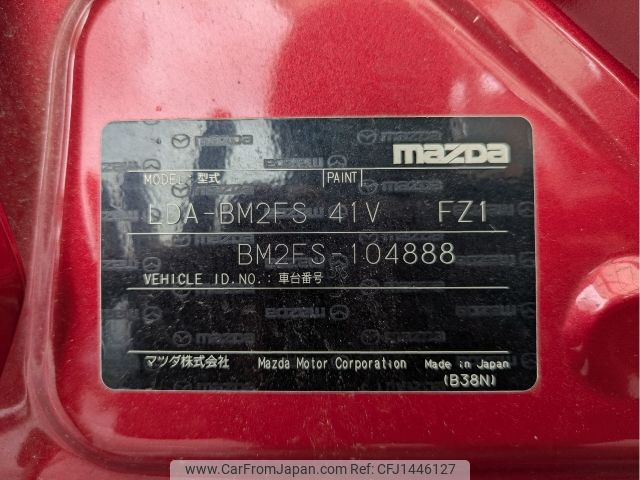 mazda
MODEL: 型式 PAINT
LDA-BM2FS 41V FZ1
BM2FS-104888
VEHICLE ID.NO.: 車台番号
マツダ株式会社 Mazda Motor Corporation Made in Japan
(B38N)
www.CarFromJapan.com | © CarFromJapan | CFJ1446127